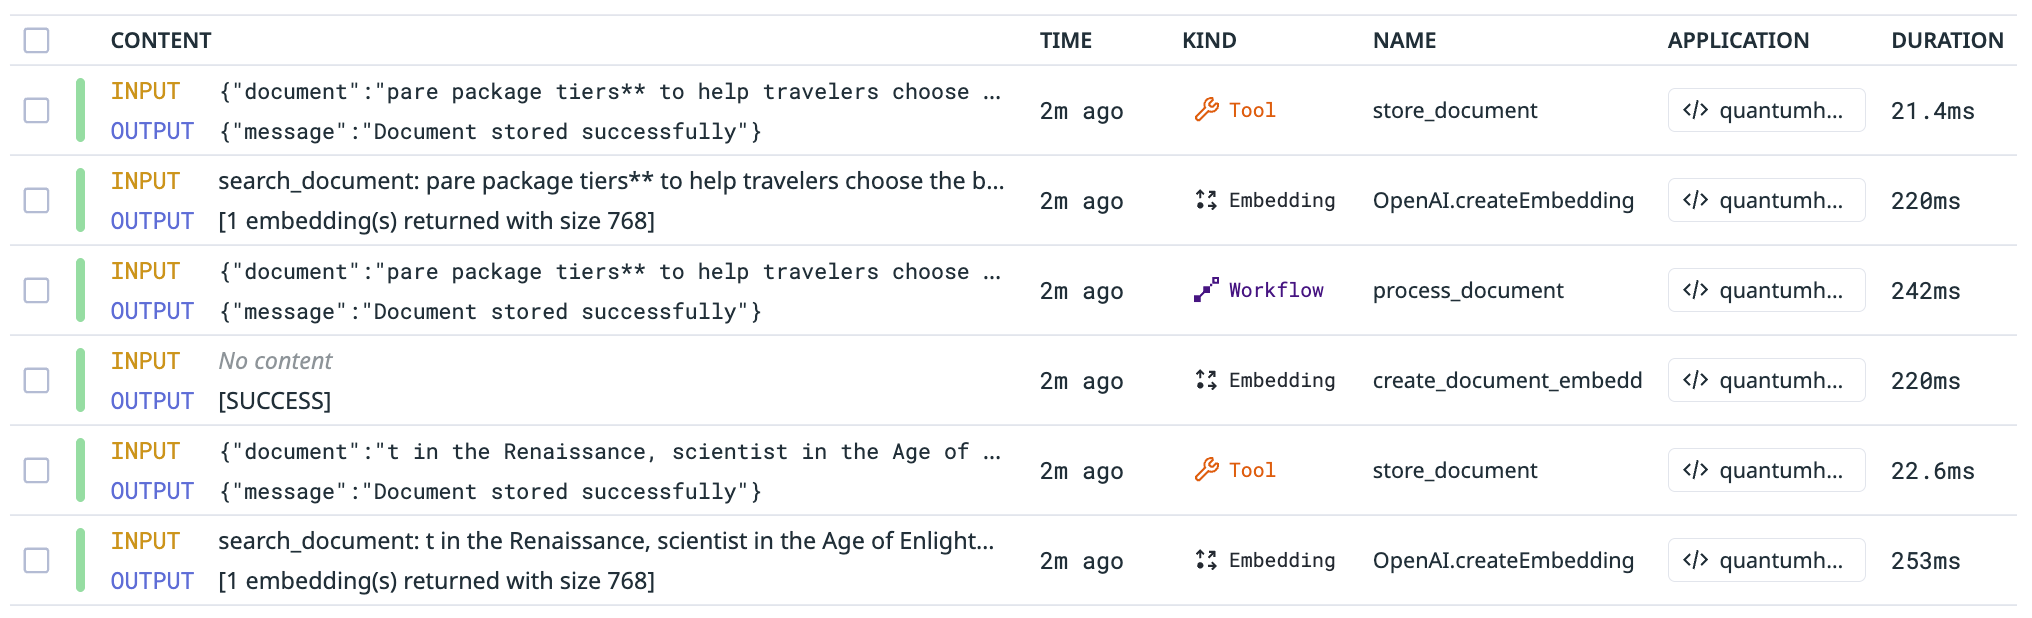 CONTENT TIME KIND NAME APPLICATION DURATION
INPUT {"document":"pare package tiers** to help travelers choose ...
OUTPUT {"message":"Document stored successfully"}
2m ago Tool store_document </> quantumh... 21.4ms
INPUT search_document: pare package tiers** to help travelers choose the b...
OUTPUT [1 embedding(s) returned with size 768]
2m ago Embedding OpenAI.createEmbedding </> quantumh... 220ms
INPUT {"document":"pare package tiers** to help travelers choose ...
OUTPUT {"message":"Document stored successfully"}
2m ago Workflow process_document </> quantumh... 242ms
INPUT No content
OUTPUT [SUCCESS]
2m ago Embedding create_document_embedd </> quantumh... 220ms
INPUT {"document":"t in the Renaissance, scientist in the Age of ...
OUTPUT {"message":"Document stored successfully"}
2m ago Tool store_document </> quantumh... 22.6ms
INPUT search_document: t in the Renaissance, scientist in the Age of Enlight...
OUTPUT [1 embedding(s) returned with size 768]
2m ago Embedding OpenAI.createEmbedding </> quantumh... 253ms